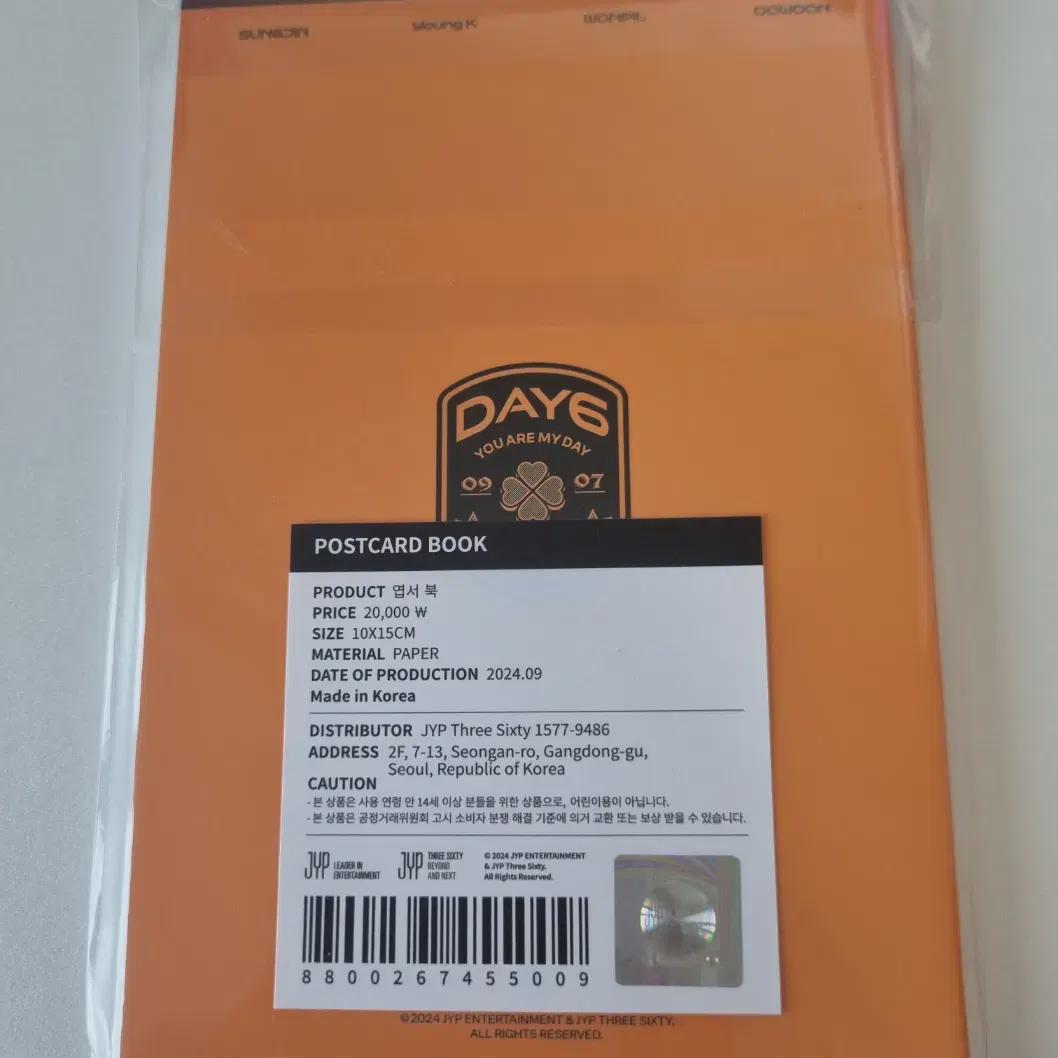 SUNGJIN Young K WONPIL DOWOON
DAY6
YOU ARE MY DAY
09 07
POSTCARD BOOK
PRODUCT 엽서 북
PRICE 20,000 ₩
SIZE 10X15CM
MATERIAL PAPER
DATE OF PRODUCTION 2024.09
Made in Korea
DISTRIBUTOR JYP Three Sixty 1577-9486
ADDRESS 2F, 7-13, Seongan-ro, Gangdong-gu,
Seoul, Republic of Korea
CAUTION
- 본 상품은 사용 연령 만 14세 이상 분들을 위한 상품으로, 어린이용이 아닙니다.
- 본 상품은 공정거래위원회 고시 소비자 분쟁 해결 기준에 의거 교환 또는 보상 받을 수 있습니다.
JYP LEADER IN
ENTERTAINMENT
JYP THREE SIXTY
BEYOND
AND NEXT
© 2024 JYP ENTERTAINMENT
& JYP Three Sixty.
All Rights Reserved.
8800267455009
©2024 JYP ENTERTAINMENT & JYP THREE SIXTY.
ALL RIGHTS RESERVED.